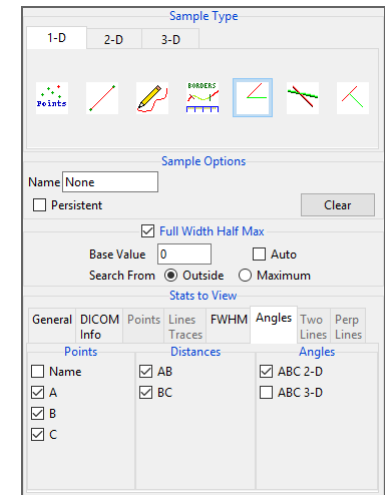 Sample Type
1-D 2-D 3-D
Points BORDERS
Sample Options
Name None
Persistent Clear
Full Width Half Max
Base Value 0 Auto
Search From Outside Maximum
Stats to View
General DICOM Info Points Lines Traces FWHM Angles Two Lines Perp Lines
Points Distances Angles
Name AB ABC 2-D
A BC ABC 3-D
B
C